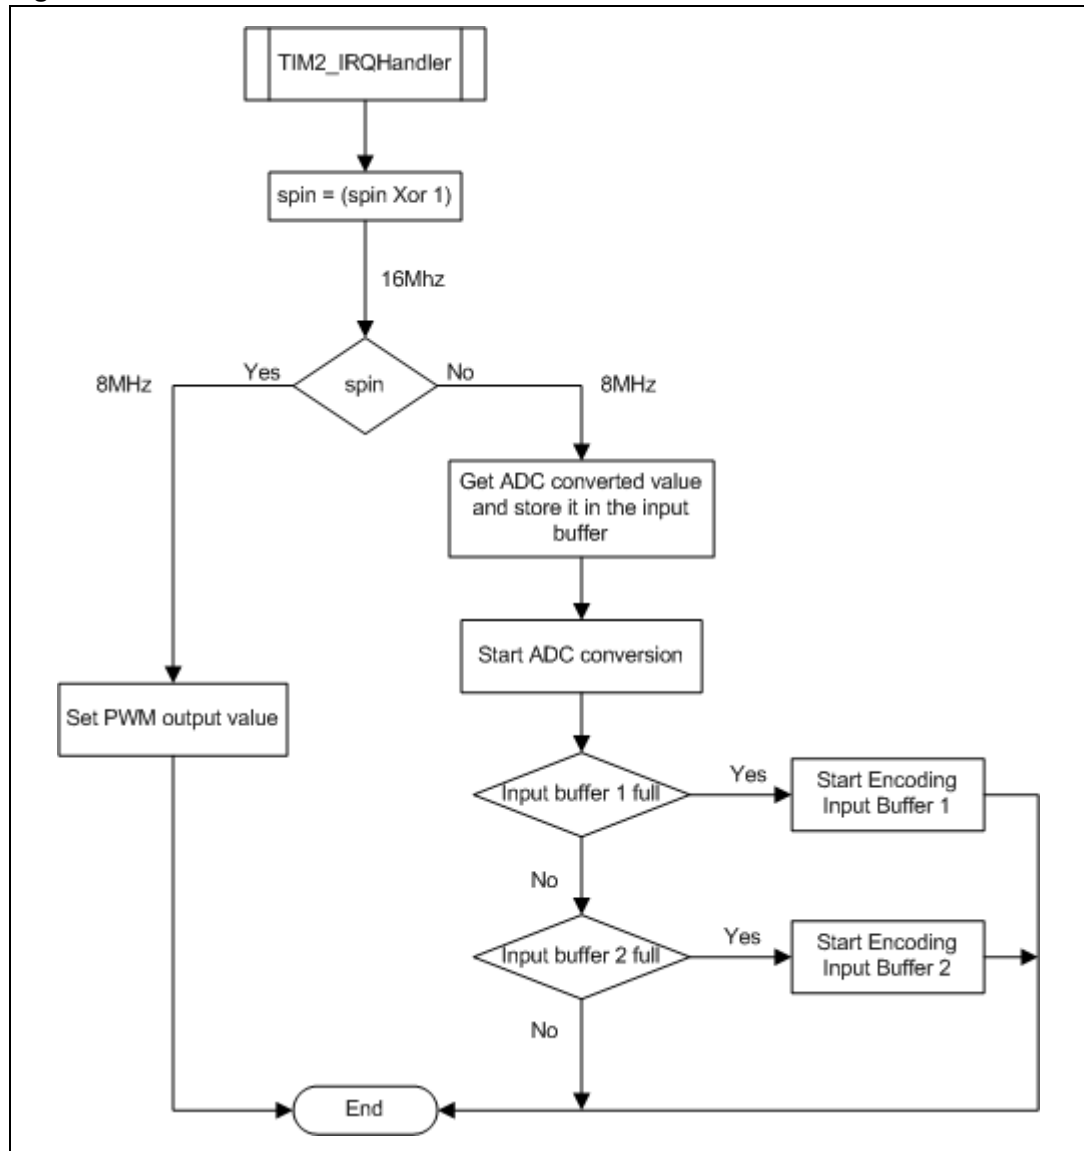 TIM2_IRQHandler
spin = (spin Xor 1)
16Mhz
Yes
No
8MHz
spin
8MHz
Get ADC converted value
and store it in the input
buffer
Start ADC conversion
Set PWM output value
Input buffer 1 full
Yes
Start Encoding
Input Buffer 1
No
Input buffer 2 full
Yes
Start Encoding
Input Buffer 2
No
End